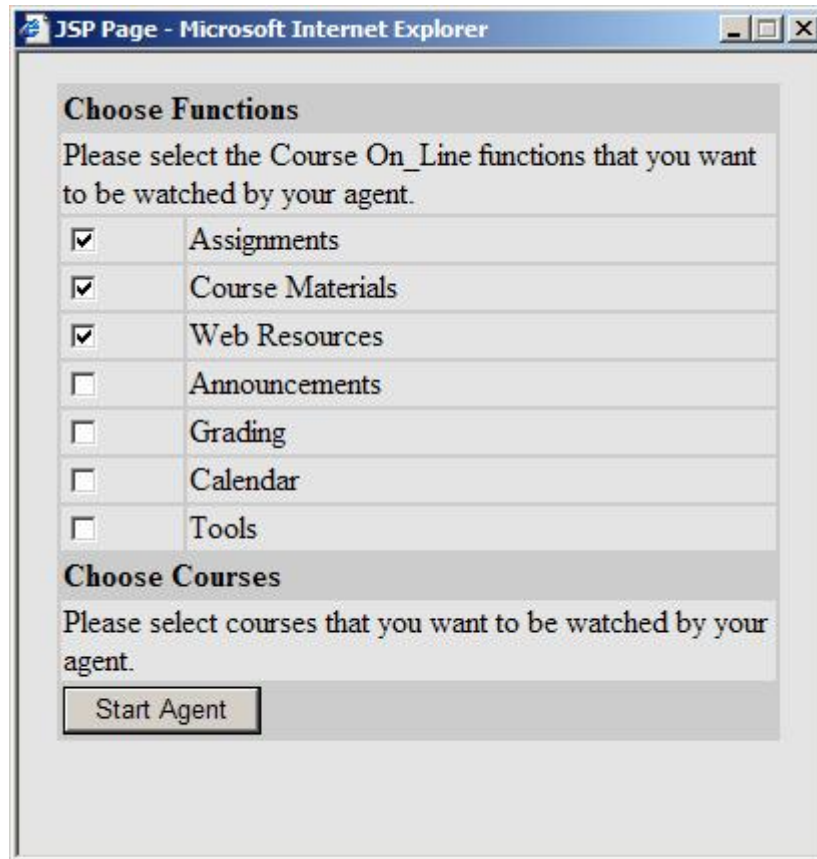 JSP Page - Microsoft Internet Explorer
Choose Functions
Please select the Course On_Line functions that you want
to be watched by your agent.
Assignments
Course Materials
Web Resources
Announcements
Grading
Calendar
Tools
Choose Courses
Please select courses that you want to be watched by your
agent.
Start Agent